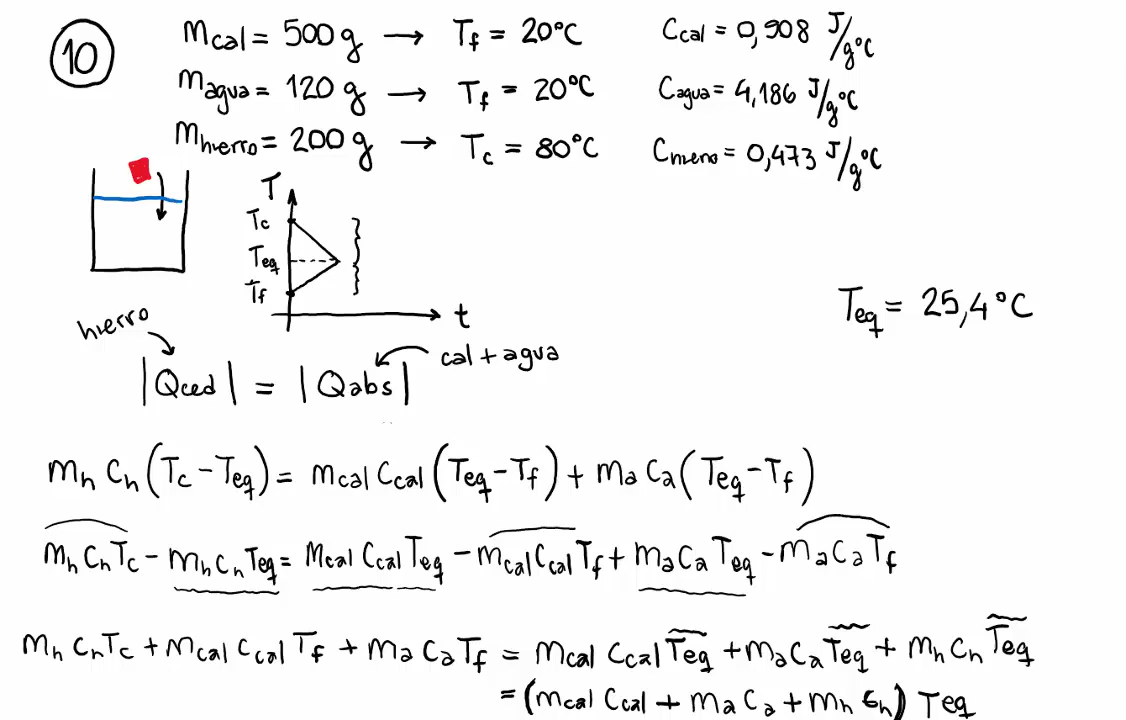 10
mcal = 500 g → Tf = 20°C
Ccal = 0,908 J/g°C
magua = 120 g → Tf = 20°C
Cagua = 4,186 J/g°C
mhierro = 200 g → Tc = 80°C
Chierro = 0,473 J/g°C
T
Tc
Teq
Tf
t
Teq = 25,4°C
hierro
cal + agua
|Qced| = |Qabs|
mh Ch (Tc - Teq) = mcal Ccal (Teq - Tf) + ma Ca (Teq - Tf)
mh Ch Tc - mh Ch Teq = mcal Ccal Teq - mcal Ccal Tf + ma Ca Teq - ma Ca Tf
mh Ch Tc + mcal Ccal Tf + ma Ca Tf = mcal Ccal Teq + ma Ca Teq + mh Ch Teq
= (mcal Ccal + ma Ca + mh Ch) Teq